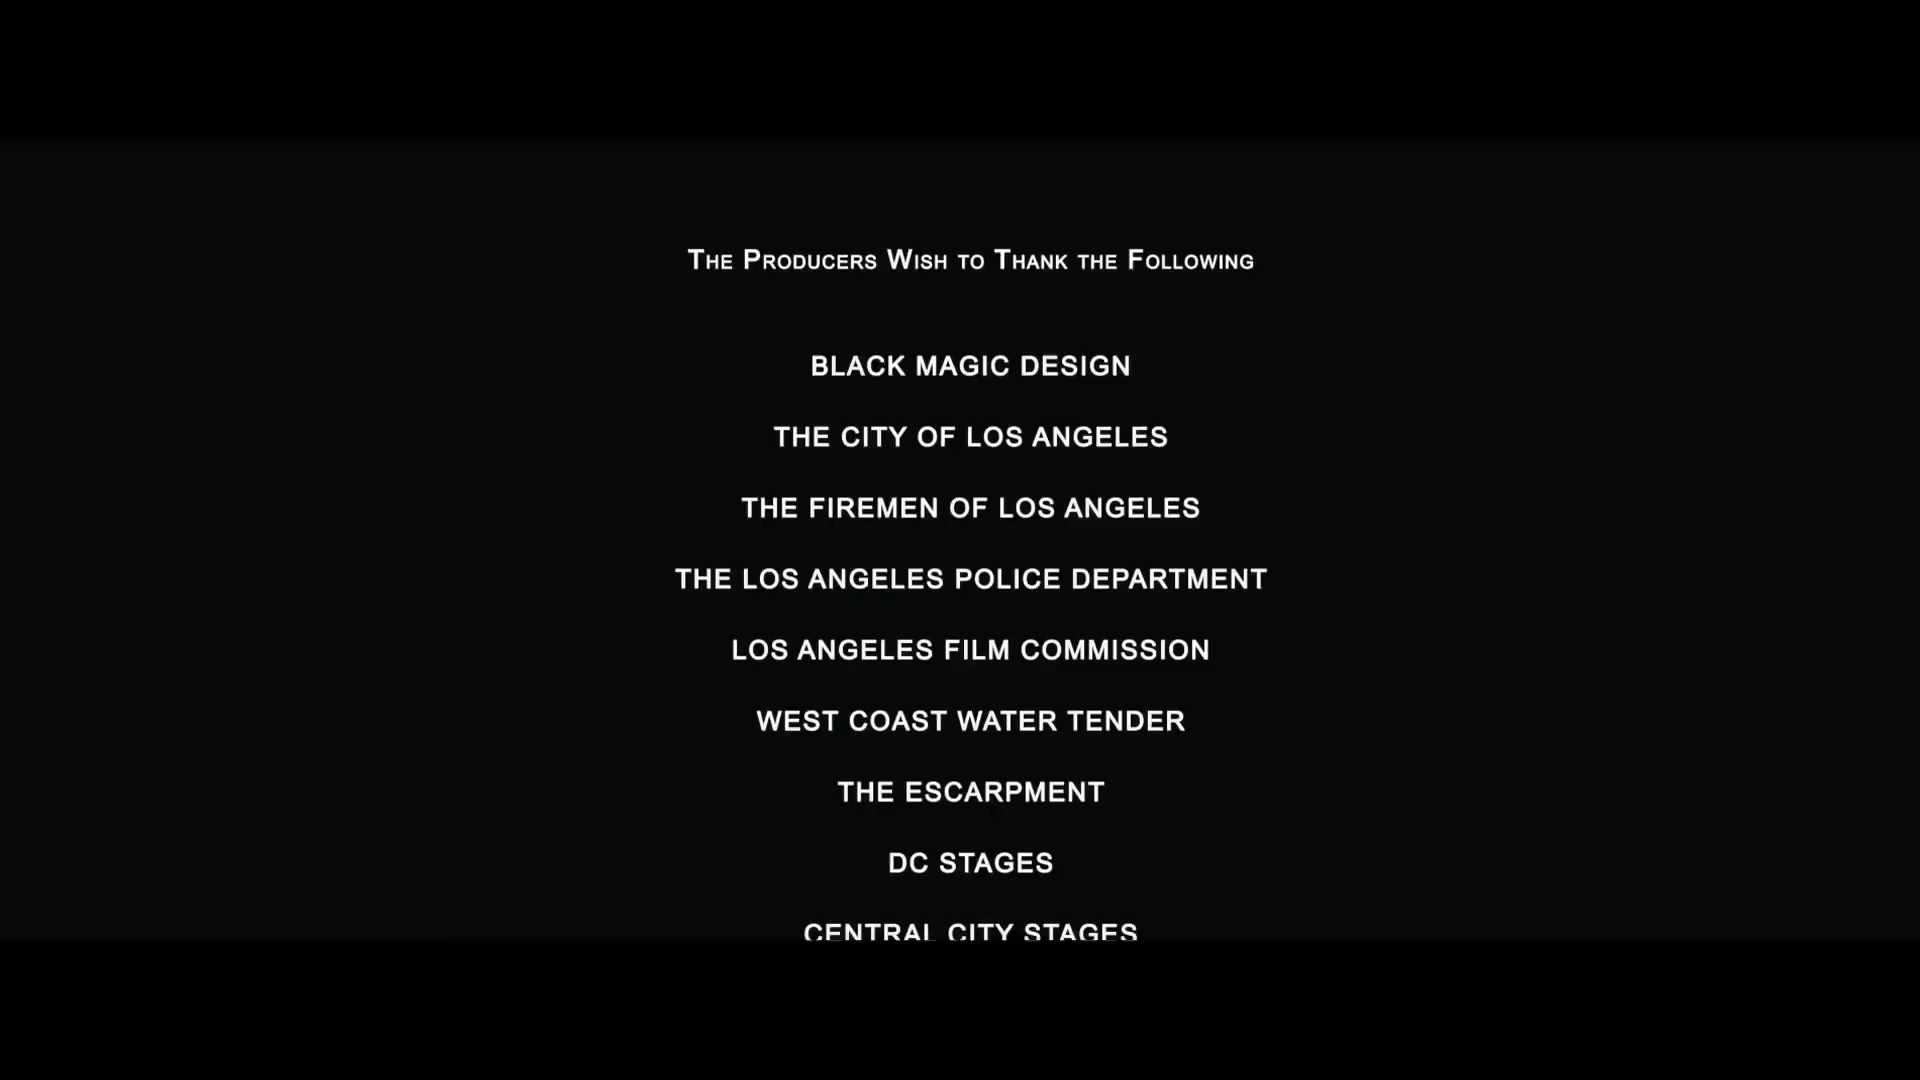 The Producers Wish to Thank the Following
BLACK MAGIC DESIGN
THE CITY OF LOS ANGELES
THE FIREMEN OF LOS ANGELES
THE LOS ANGELES POLICE DEPARTMENT
LOS ANGELES FILM COMMISSION
WEST COAST WATER TENDER
THE ESCARPMENT
DC STAGES
CENTRAL CITY STAGES